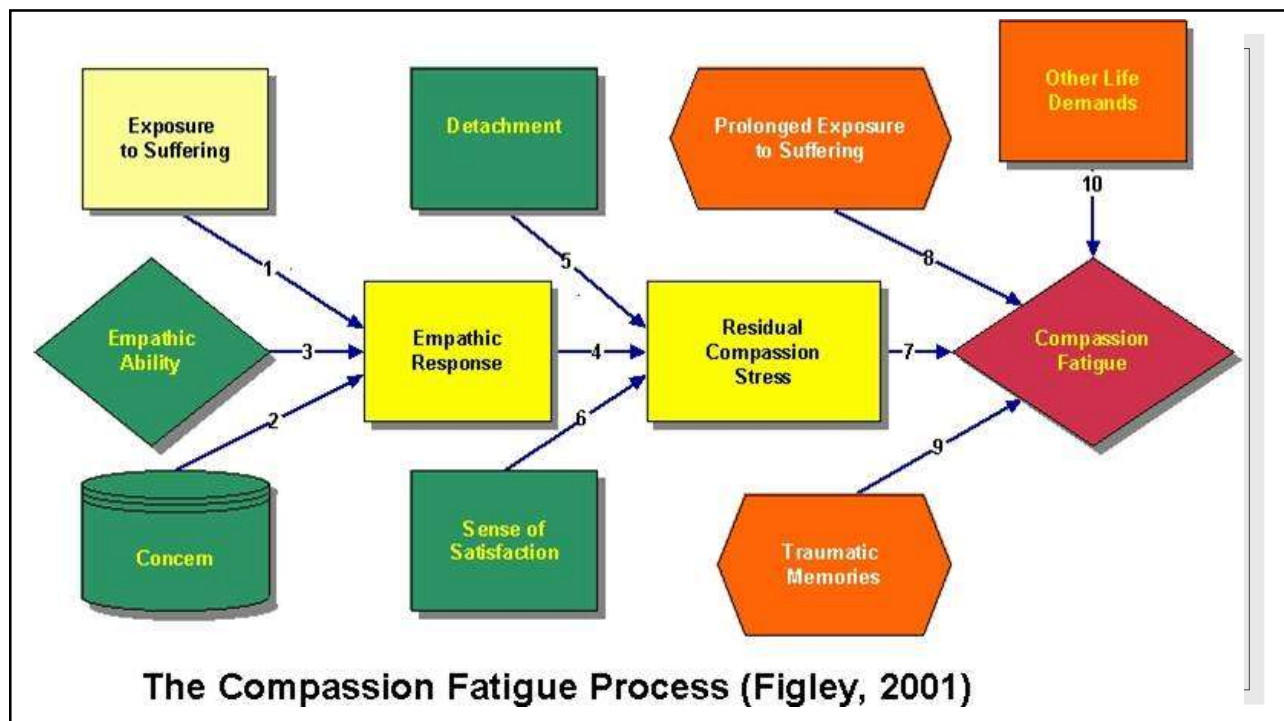 Exposure
to Suffering
Detachment
Prolonged Exposure
to Suffering
Other Life
Demands
10
1
5
8
Empathic
Ability
3
Empathic
Response
4
Residual
Compassion
Stress
7
Compassion
Fatigue
2
6
9
Concern
Sense of
Satisfaction
Traumatic
Memories
The Compassion Fatigue Process (Figley, 2001)